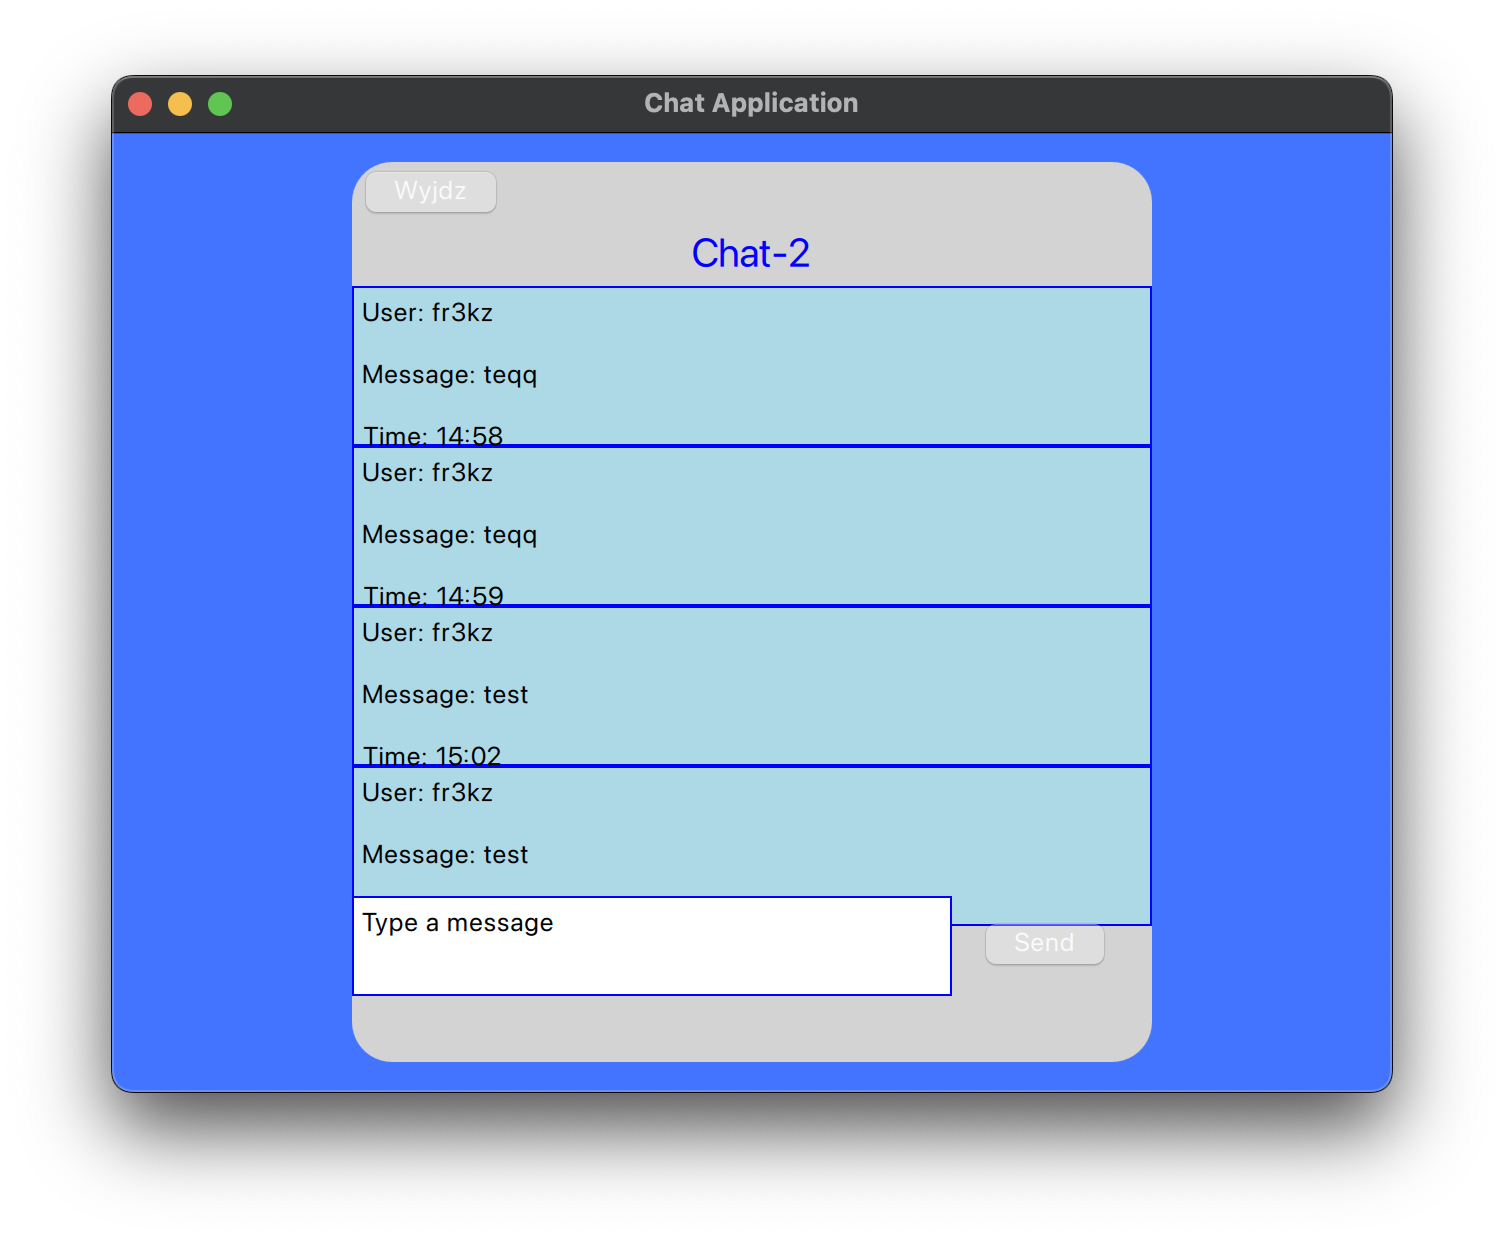 Chat Application
Wyjdz
Chat-2
User: fr3kz
Message: teqq
Time: 14:58
User: fr3kz
Message: teqq
Time: 14:59
User: fr3kz
Message: test
Time: 15:02
User: fr3kz
Message: test
Type a message
Send